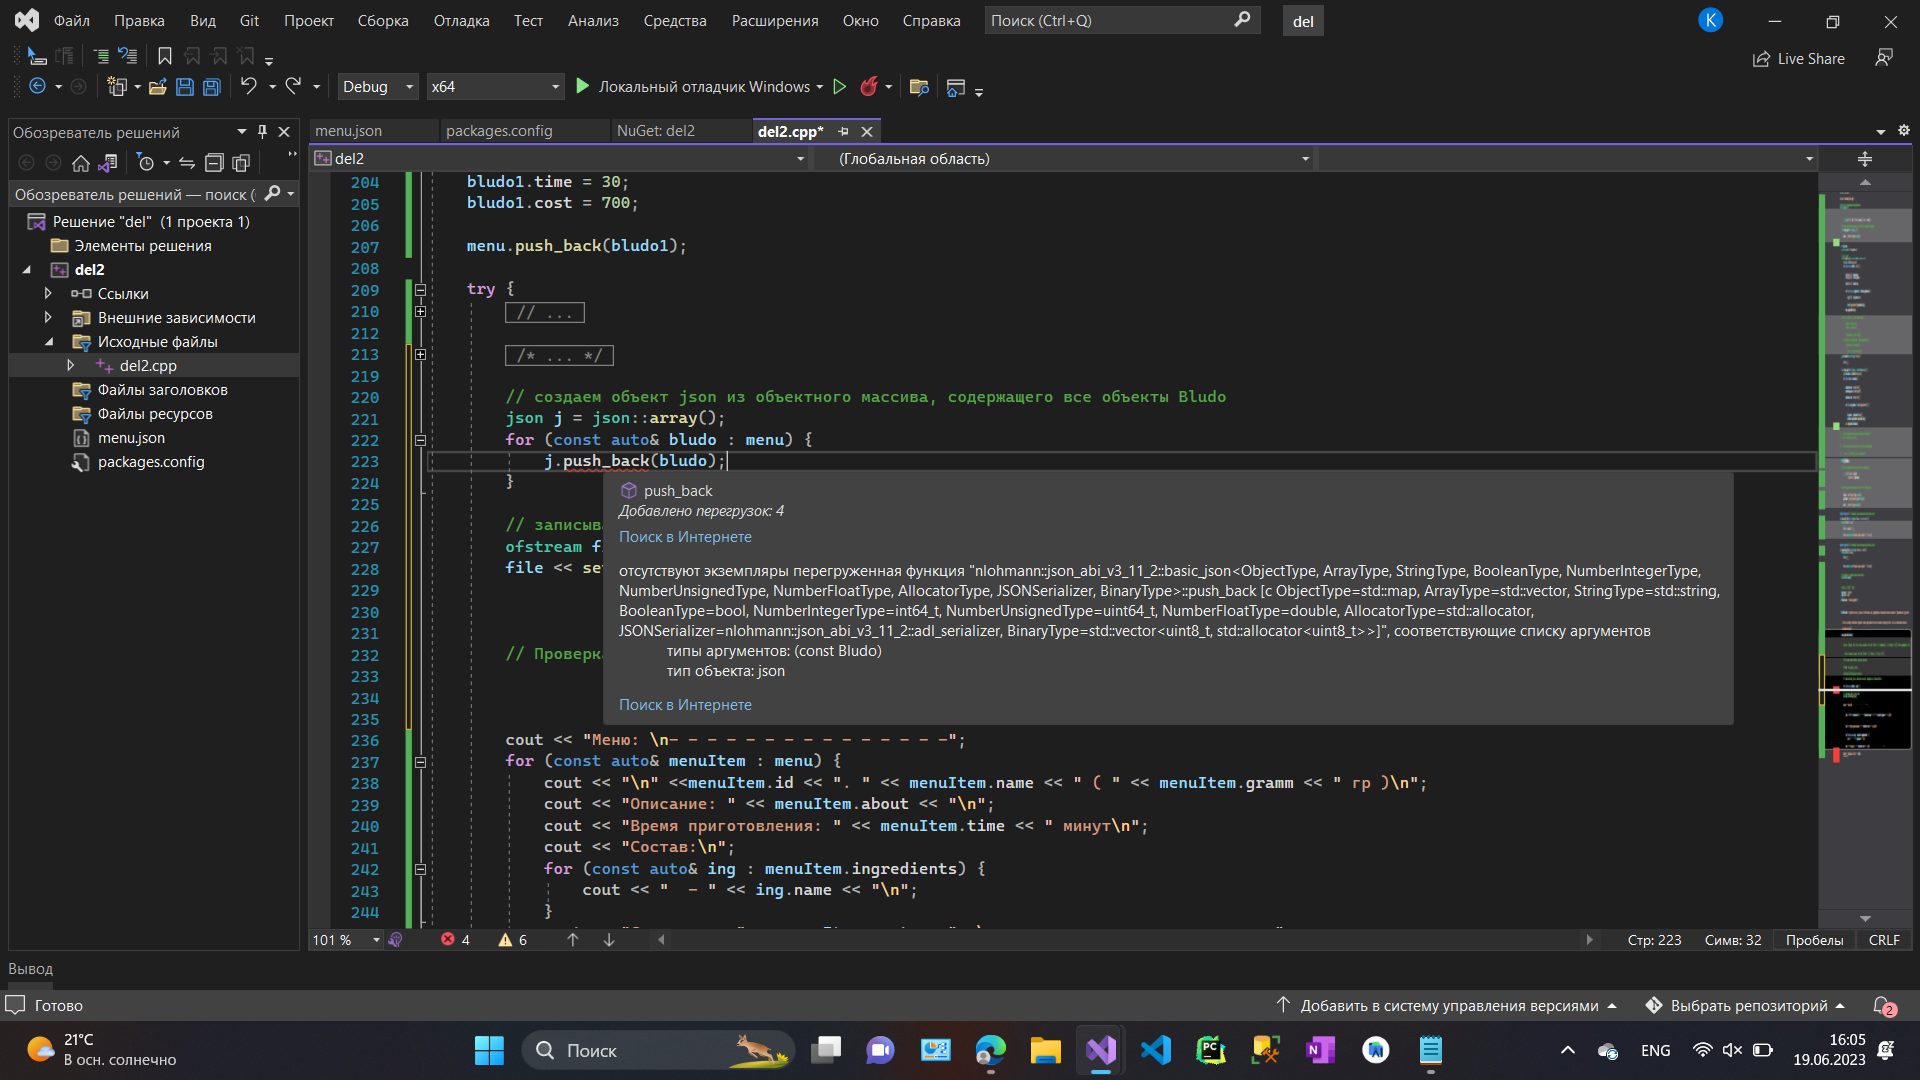 Файл Правка Вид Git Проект Сборка Отладка Тест Анализ Средства Расширения Окно Справка Поиск (Ctrl+Q) del K
Live Share
Debug x64 Локальный отладчик Windows
Обозреватель решений
menu.json packages.config NuGet: del2 del2.cpp*
del2 (Глобальная область)
Обозреватель решений — поиск (
Решение "del" (1 проекта 1)
Элементы решения
del2
Ссылки
Внешние зависимости
Исходные файлы
del2.cpp
Файлы заголовков
Файлы ресурсов
menu.json
packages.config
204 bludo1.time = 30;
205 bludo1.cost = 700;
206
207 menu.push_back(bludo1);
208
209 try {
210 // ...
212
213 /* ... */
219
220 // создаем объект json из объектного массива, содержащего все объекты Bludo
221 json j = json::array();
222 for (const auto& bludo : menu) {
223 j.push_back(bludo);
224 }
225
226 // записыв
227 ofstream f
228 file << se
229
230
231
232 // Проверк
233
234
235
push_back
Добавлено перегрузок: 4
Поиск в Интернете
отсутствуют экземпляры перегруженная функция "nlohmann::json_abi_v3_11_2::basic_json<ObjectType, ArrayType, StringType, BooleanType, NumberIntegerType,
NumberUnsignedType, NumberFloatType, AllocatorType, JSONSerializer, BinaryType>::push_back [с ObjectType=std::map, ArrayType=std::vector, StringType=std::string,
BooleanType=bool, NumberIntegerType=int64_t, NumberUnsignedType=uint64_t, NumberFloatType=double, AllocatorType=std::allocator,
JSONSerializer=nlohmann::json_abi_v3_11_2::adl_serializer, BinaryType=std::vector<uint8_t, std::allocator<uint8_t>>]", соответствующие списку аргументов
типы аргументов: (const Bludo)
тип объекта: json
Поиск в Интернете
236 cout << "Меню: \n- - - - - - - - - - - - - - -";
237 for (const auto& menuItem : menu) {
238 cout << "\n" <<menuItem.id << ". " << menuItem.name << " ( " << menuItem.gramm << " гр )\n";
239 cout << "Описание: " << menuItem.about << "\n";
240 cout << "Время приготовления: " << menuItem.time << " минут\n";
241 cout << "Состав:\n";
242 for (const auto& ing : menuItem.ingredients) {
243 cout << "  - " << ing.name << "\n";
244 }
101 % 4 6 Стр: 223 Симв: 32 Пробелы CRLF
Вывод
Готово Добавить в систему управления версиями Выбрать репозиторий 2
21°C
В осн. солнечно
Поиск
ENG
16:05
19.06.2023